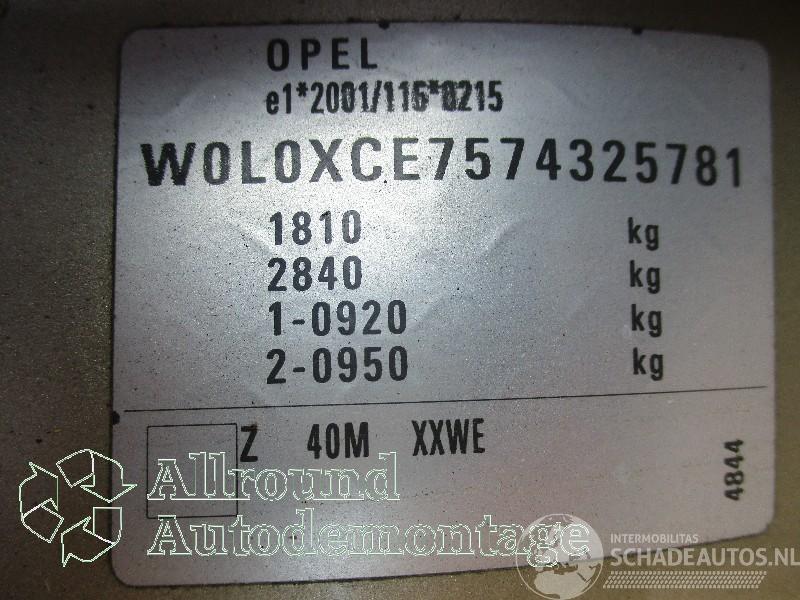 OPEL
e1*2001/116*0215
W0L0XCE7574325781
1810 kg
2840 kg
1-0920 kg
2-0950 kg
Z 40M XXWE
4844
Allround
Autodemontage
INTERMOBILITAS
SCHADEAUTOS.NL